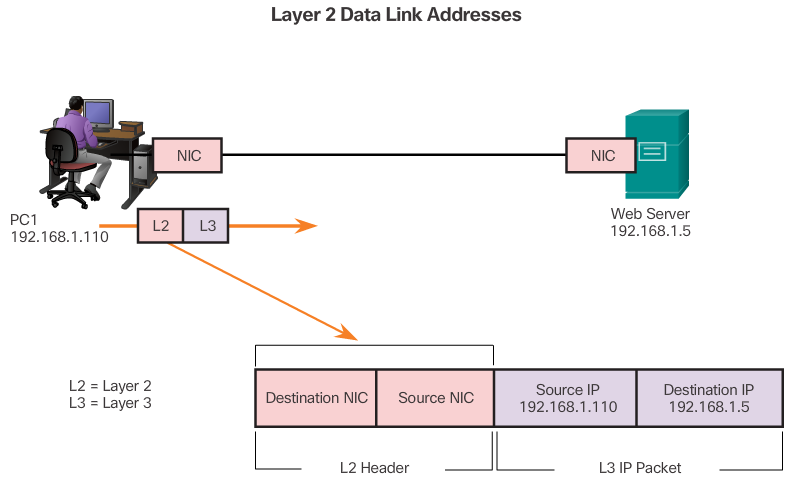 Layer 2 Data Link Addresses
NIC
NIC
PC1
192.168.1.110
L2
L3
Web Server
192.168.1.5
L2 = Layer 2
L3 = Layer 3
Destination NIC
Source NIC
Source IP
192.168.1.110
Destination IP
192.168.1.5
L2 Header
L3 IP Packet